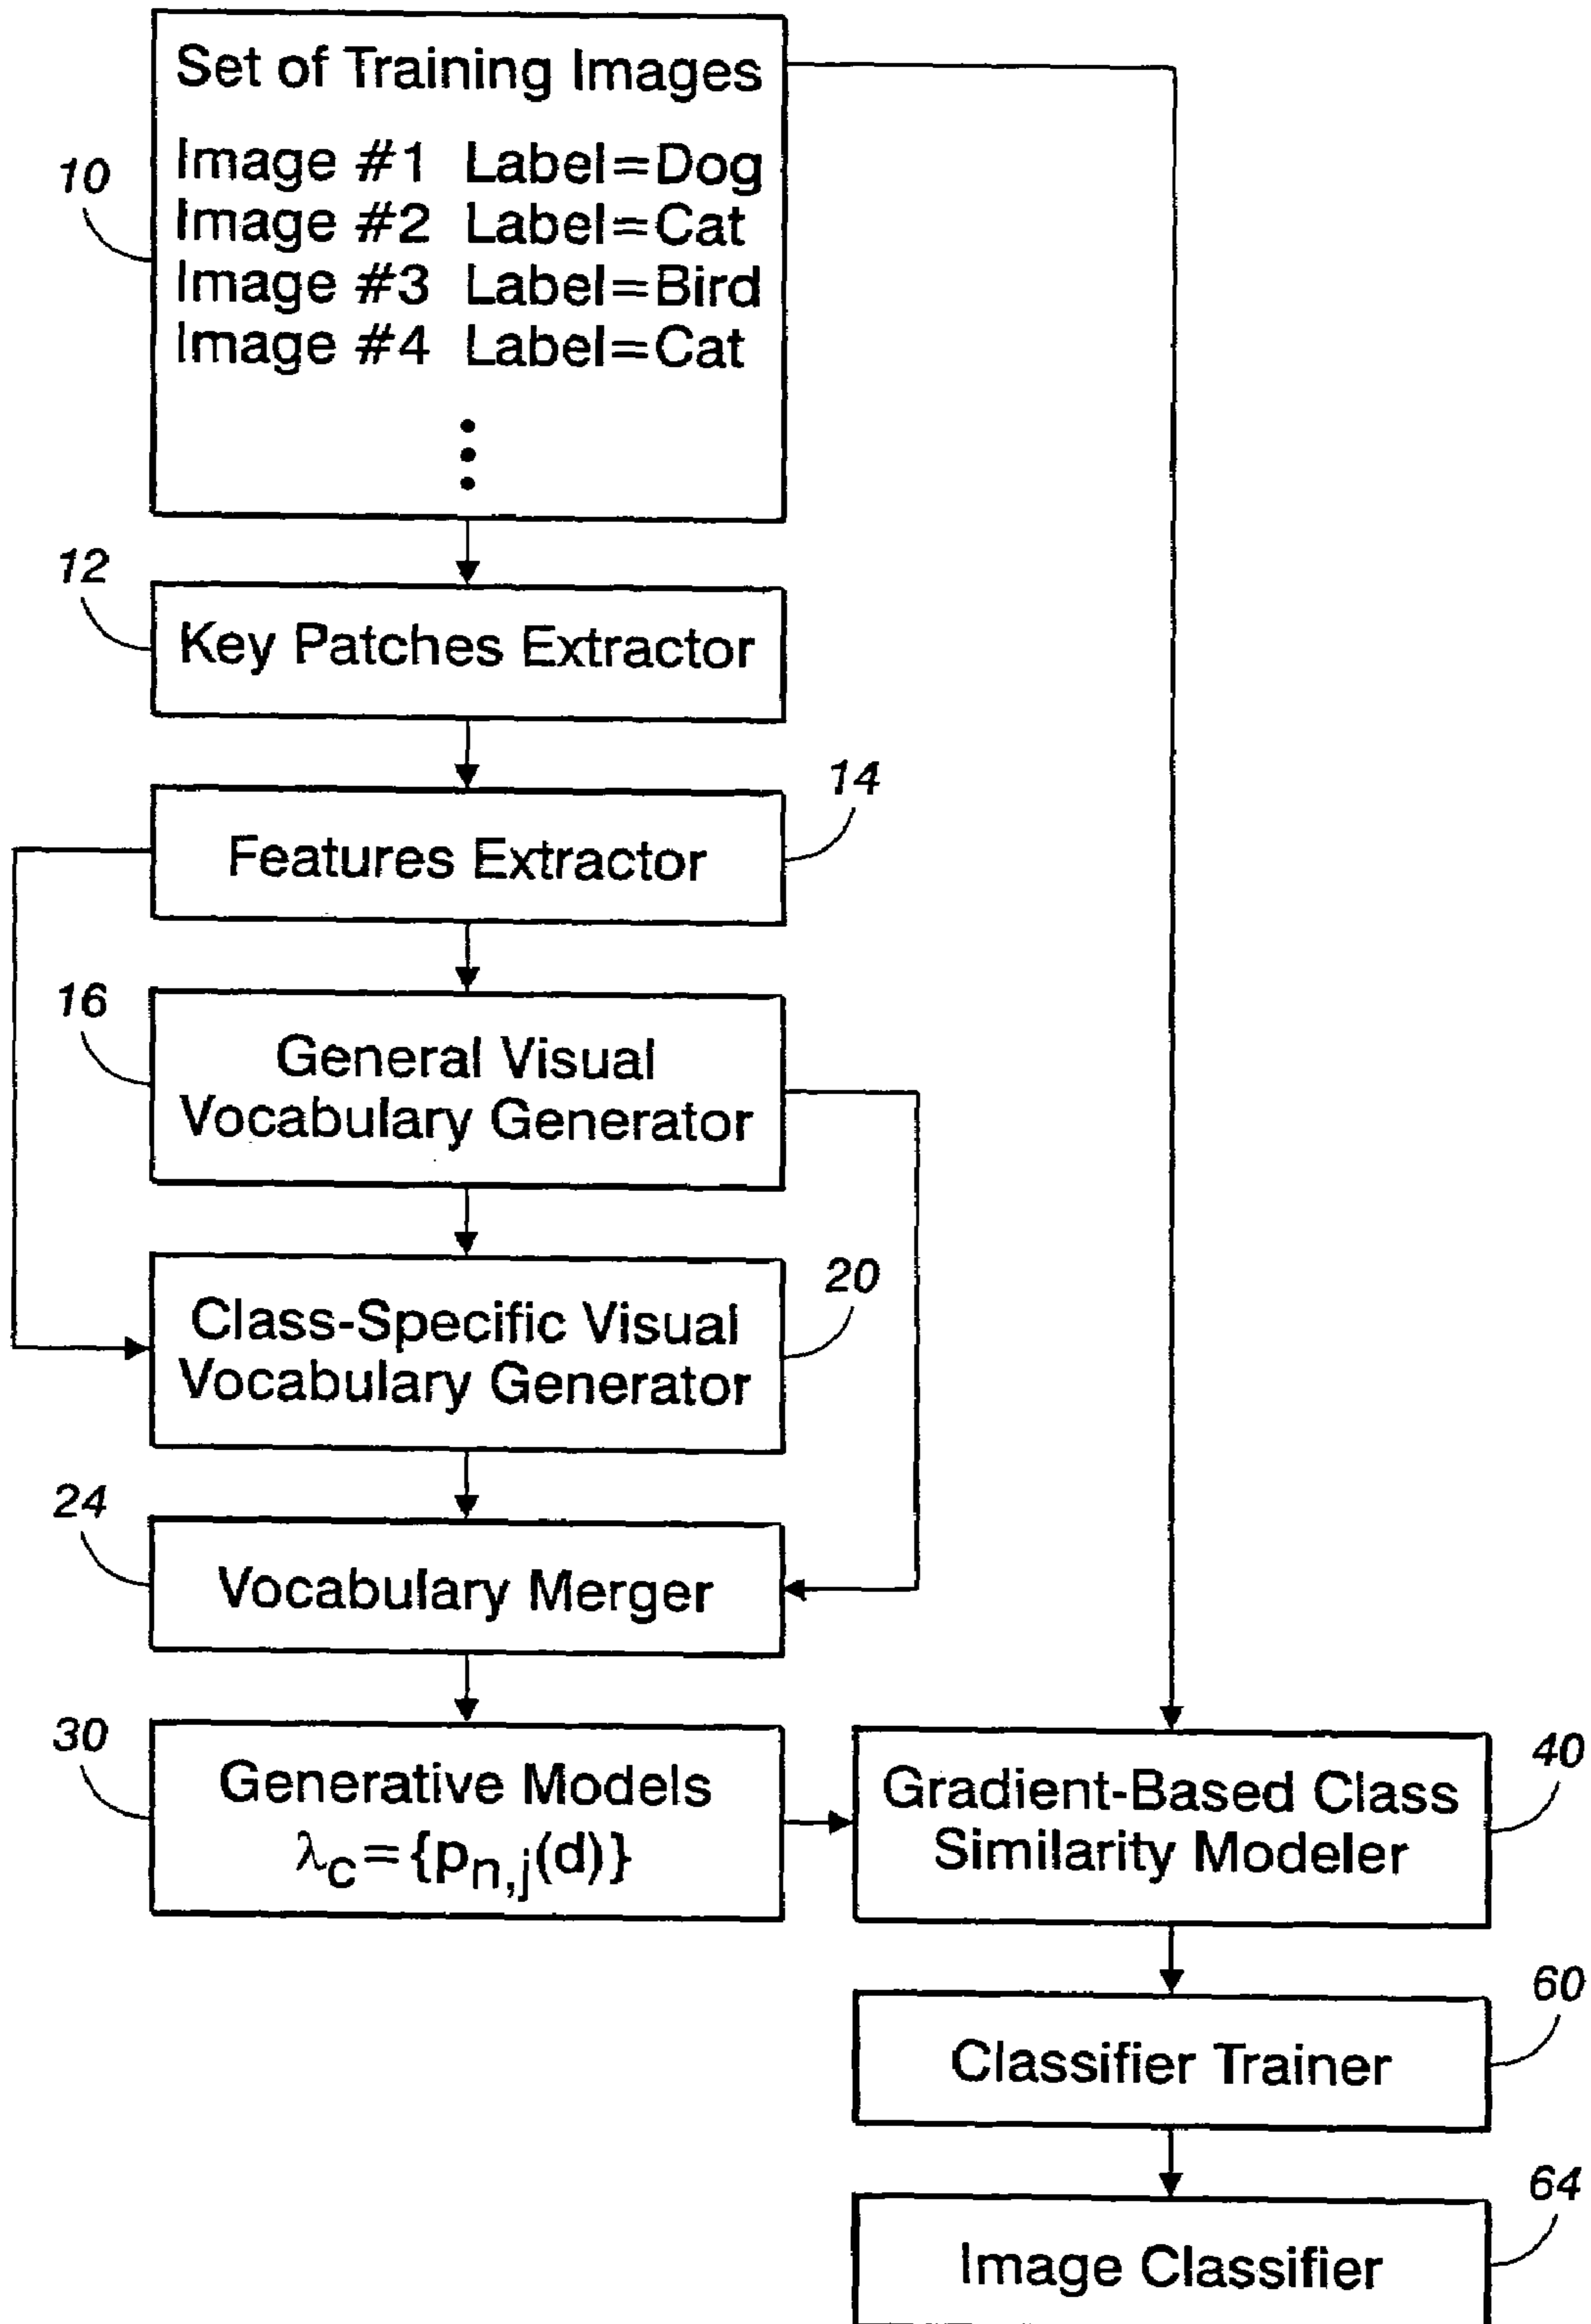 Set of Training Images
10
Image #1 Label=Dog
Image #2 Label=Cat
Image #3 Label=Bird
Image #4 Label=Cat
12
Key Patches Extractor
14
Features Extractor
16
General Visual
Vocabulary Generator
20
Class-Specific Visual
Vocabulary Generator
24
Vocabulary Merger
30
Generative Models
λc={pn,j(d)}
40
Gradient-Based Class
Similarity Modeler
60
Classifier Trainer
64
Image Classifier